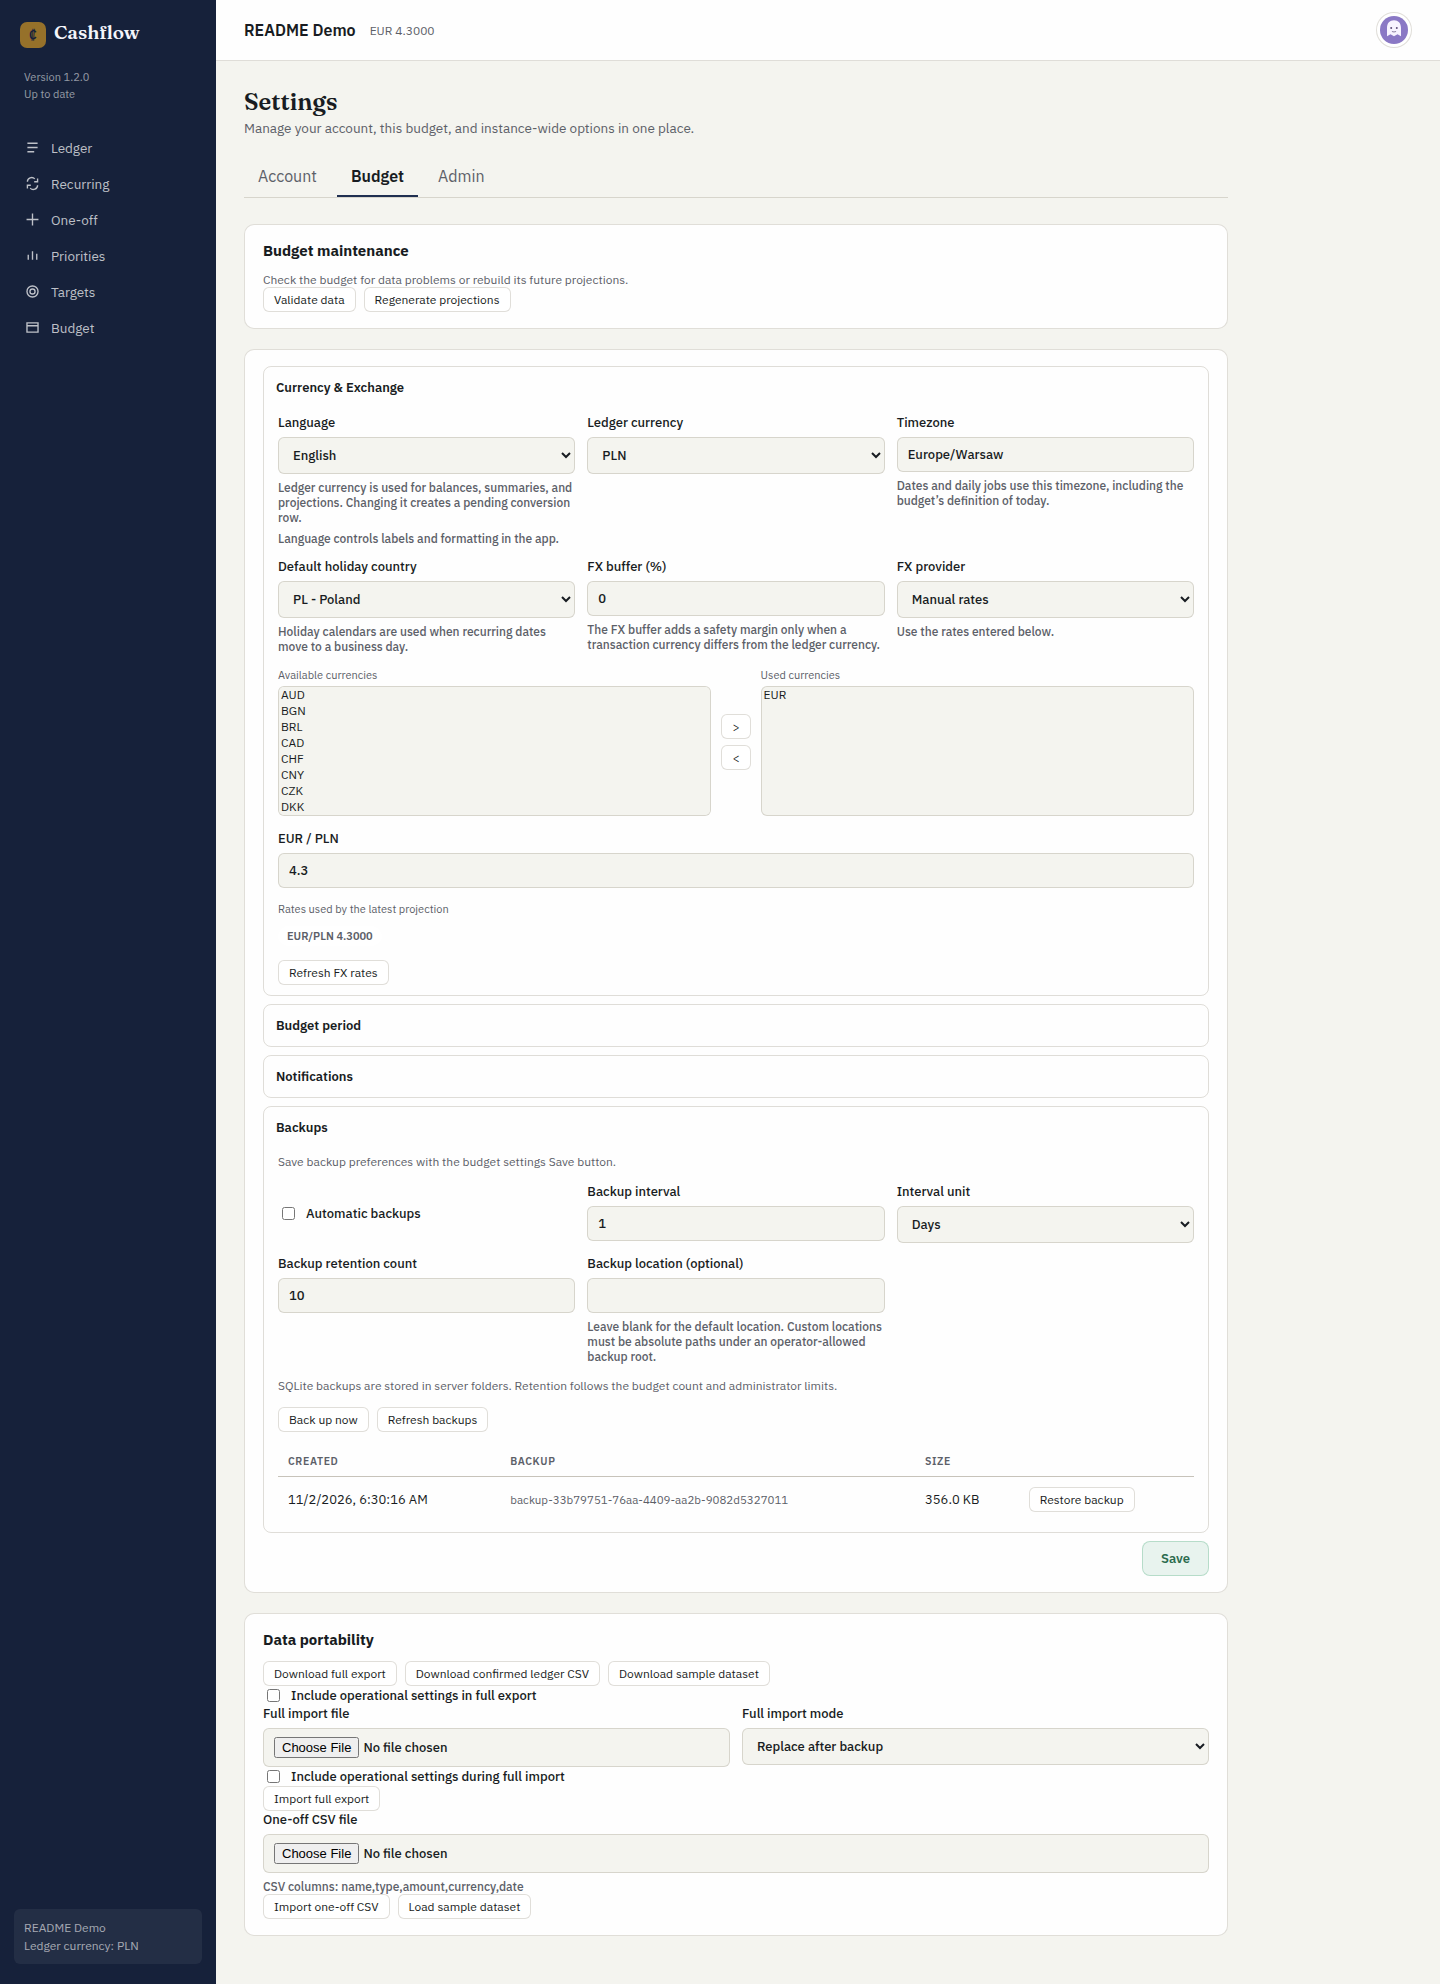 ₵ Cashflow
Version 1.2.0
Up to date
Ledger
Recurring
One-off
Priorities
Targets
Budget
README Demo
Ledger currency: PLN
README Demo EUR 4.3000
Settings
Manage your account, this budget, and instance-wide options in one place.
Account Budget Admin
Budget maintenance
Check the budget for data problems or rebuild its future projections.
Validate data Regenerate projections
Currency & Exchange
Language Ledger currency Timezone
English PLN Europe/Warsaw
Ledger currency is used for balances, summaries, and
projections. Changing it creates a pending conversion
row.
Language controls labels and formatting in the app.
Dates and daily jobs use this timezone, including the
budget's definition of today.
Default holiday country FX buffer (%) FX provider
PL - Poland 0 Manual rates
Holiday calendars are used when recurring dates
move to a business day.
The FX buffer adds a safety margin only when a
transaction currency differs from the ledger currency.
Use the rates entered below.
Available currencies
AUD
BGN
BRL
CAD
CHF
CNY
CZK
DKK
>
<
Used currencies
EUR
EUR / PLN
4.3
Rates used by the latest projection
EUR/PLN 4.3000
Refresh FX rates
Budget period
Notifications
Backups
Save backup preferences with the budget settings Save button.
Automatic backups
Backup interval Interval unit
1 Days
Backup retention count Backup location (optional)
10
Leave blank for the default location. Custom locations
must be absolute paths under an operator-allowed
backup root.
SQLite backups are stored in server folders. Retention follows the budget count and administrator limits.
Back up now Refresh backups
CREATED BACKUP SIZE
11/2/2026, 6:30:16 AM backup-33b79751-76aa-4409-aa2b-9082d5327011 356.0 KB Restore backup
Save
Data portability
Download full export Download confirmed ledger CSV Download sample dataset
Include operational settings in full export
Full import file Full import mode
Choose File No file chosen Replace after backup
Include operational settings during full import
Import full export
One-off CSV file
Choose File No file chosen
CSV columns: name,type,amount,currency,date
Import one-off CSV Load sample dataset